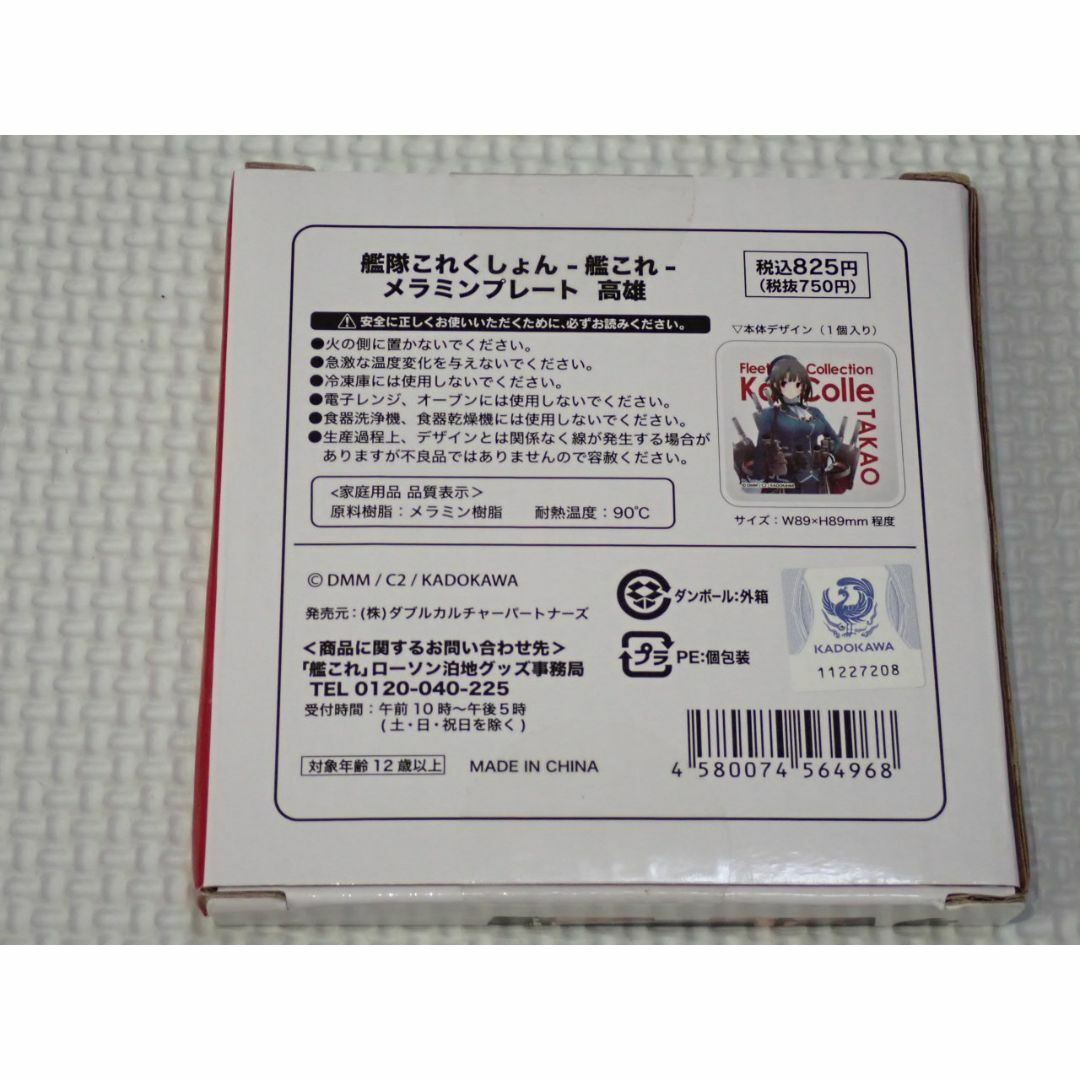 艦隊これくしょん - 艦これ -
メラミンプレート 高雄
税込825円
(税抜750円)
⚠ 安全に正しくお使いいただくために、必ずお読みください。
●火の側に置かないでください。
●急激な温度変化を与えないでください。
●冷凍庫には使用しないでください。
●電子レンジ、オーブンには使用しないでください。
●食器洗浄機、食器乾燥機には使用しないでください。
●生産過程上、デザインとは関係なく線が発生する場合が
ありますが不良品ではありませんので容赦ください。
＜家庭用品 品質表示＞
原料樹脂：メラミン樹脂 耐熱温度：90℃
▽本体デザイン（1個入り）
Fleet Collection
Colle
TAKAO
©DMM / C2 / KADOKAWA
サイズ：W89×H89mm 程度
© DMM / C2 / KADOKAWA
発売元：(株)ダブルカルチャーパートナーズ
＜商品に関するお問い合わせ先＞
「艦これ」ローソン泊地グッズ事務局
TEL 0120-040-225
受付時間：午前10時～午後5時
(土・日・祝日を除く)
対象年齢12歳以上 MADE IN CHINA
ダンボール：外箱
プラ PE：個包装
KADOKAWA
11227208
4 580074 564968